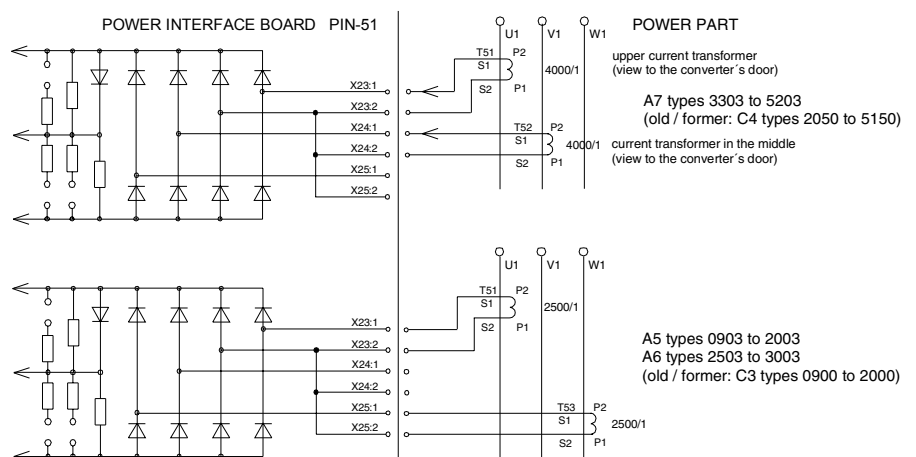 POWER INTERFACE BOARD PIN-51
POWER PART
U1
V1
W1
T51
P2
S1
X23:1
4000/1
S2
P1
X23:2
upper current transformer
(view to the converter´s door)
A7 types 3303 to 5203
(old / former: C4 types 2050 to 5150)
X24:1
T52
P2
S1
4000/1
X24:2
S2
P1
current transformer in the middle
(view to the converter´s door)
X25:1
X25:2
U1
V1
W1
T51
P2
S1
2500/1
X23:1
S2
P1
X23:2
A5 types 0903 to 2003
A6 types 2503 to 3003
(old / former: C3 types 0900 to 2000)
X24:1
X24:2
X25:1
T53
P2
S1
2500/1
X25:2
S2
P1